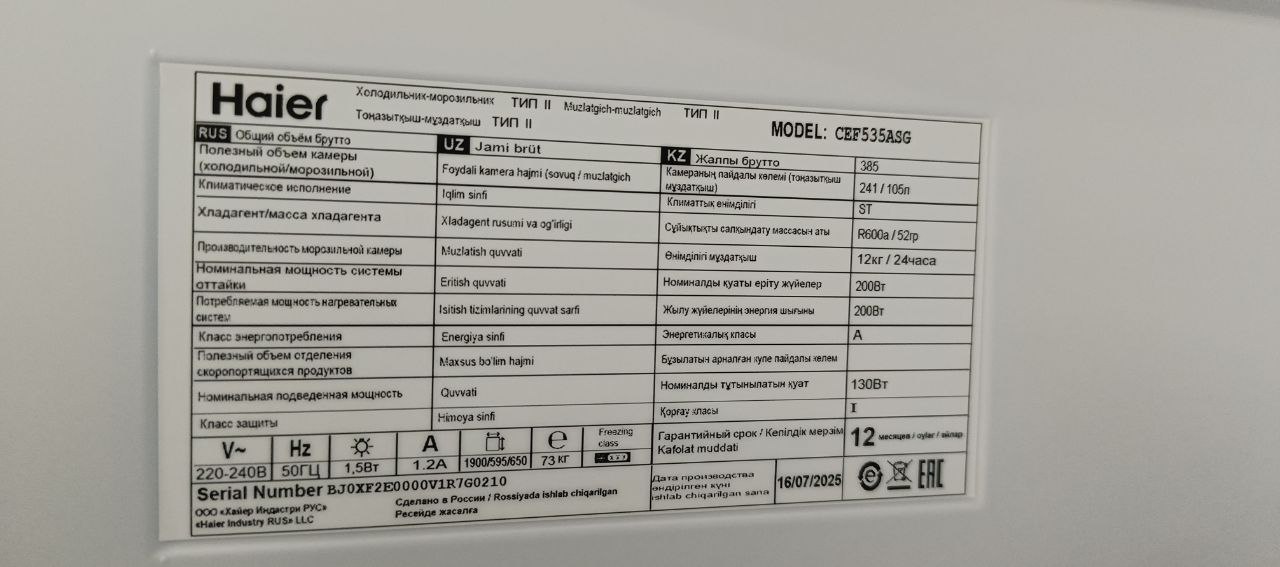 Haier
Холодильник-морозильник ТИП II Muzlatgich-muzlatgich ТИП II
Тоңазытқыш-мұздатқыш ТИП II
MODEL: CEF535ASG
RUS Общий объём брутто UZ Jami brüt KZ Жалпы брутто 385
Полезный объем камеры
(холодильной/морозильной)
Foydali kamera hajmi (sovuq / muzlatgich
Камераның пайдалы көлемі (тоңазытқыш
мұздатқыш)
241 / 105л
Климатическое исполнение Iqlim sinfi Климаттык өнімділігі ST
Хладагент/масса хладагента Xladagent rusumi va og'irligi Сұйықтықты салқындату массасын аты R600a / 52гр
Производительность морозильной камеры Muzlatish quvvati Өнімділігі мұздатқыш 12кг / 24часа
Номинальная мощность системы
оттайки
Eritish quvvati Номиналды қуаты еріту жүйелер 200Вт
Потребляемая мощность нагревательных
систем
Isitish tizimlarining quvvat sarfi Жылу жүйелерінің энергия шығыны 200Вт
Класс энергопотребления Energiya sinfi Энергетикалық класы A
Полезный объем отделения
скоропортящихся продуктов
Maxsus bo'lim hajmi Бұзылатын арналған купе пайдалы көлем
Номинальная подведенная мощность Quvvati Номиналды тұтынылатын қуат 130Вт
Класс защиты Himoya sinfi Қорғау класы I
V~ Hz A e Freezing
class
220-240В 50ГЦ 1,5Вт 1.2A 1900/595/650 73 кг
Гарантийный срок / Кепілдік мерзім
Kafolat muddati
12 месяцев / oylar / айлар
Serial Number BJ0XF2E0000V1R7G0210
ООО «Хайер Индастри РУС»
«Haier Industry RUS» LLC
Сделано в России / Rossiyada ishlab chiqarilgan
Ресейде жасалға
Дата производства
өндірілген күні
ishlab chiqarilgan sana
16/07/2025
e EAC